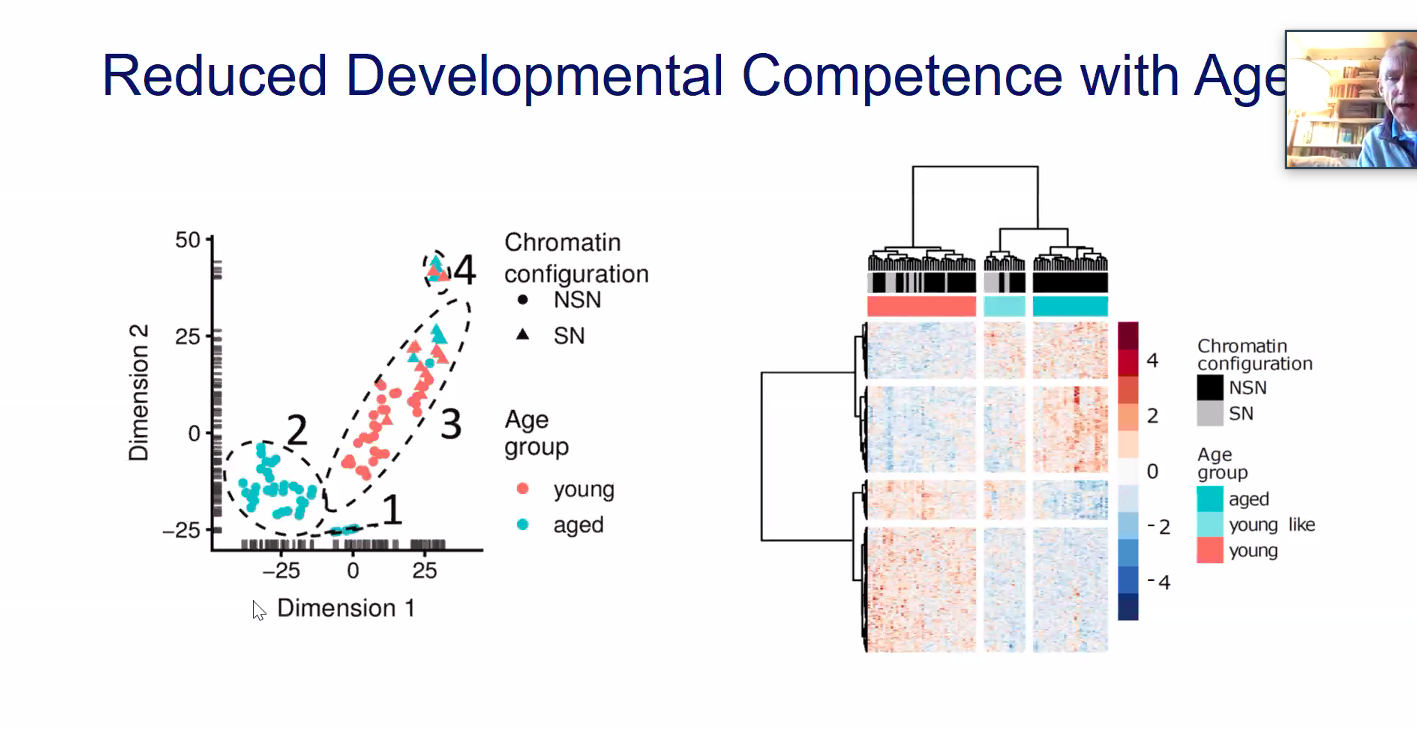 Reduced Developmental Competence with Age
50
25
0
−25
Dimension 2
−25
0
25
Dimension 1
1
2
3
4
Chromatin
configuration
NSN
SN
Age
group
young
aged
4
2
0
-2
-4
Chromatin
configuration
NSN
SN
Age
group
aged
young like
young